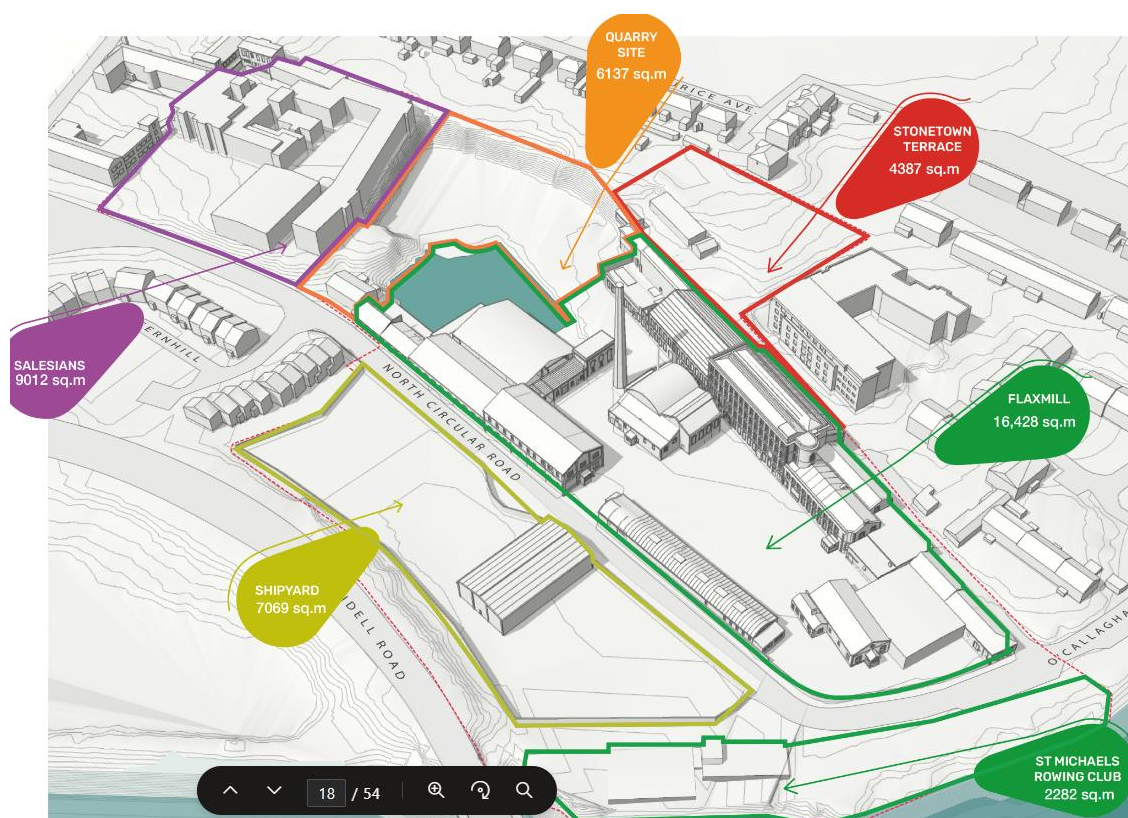 QUARRY
SITE
6137 sq.m
RICE AVE
STONETOWN
TERRACE
4387 sq.m
SALESIANS
9012 sq.m
ERNHILL
NORTH CIRCULAR ROAD
FLAXMILL
16,428 sq.m
SHIPYARD
7069 sq.m
DELL ROAD
O'CALLAGHA
ST MICHAELS
ROWING CLUB
2282 sq.m
18 / 54